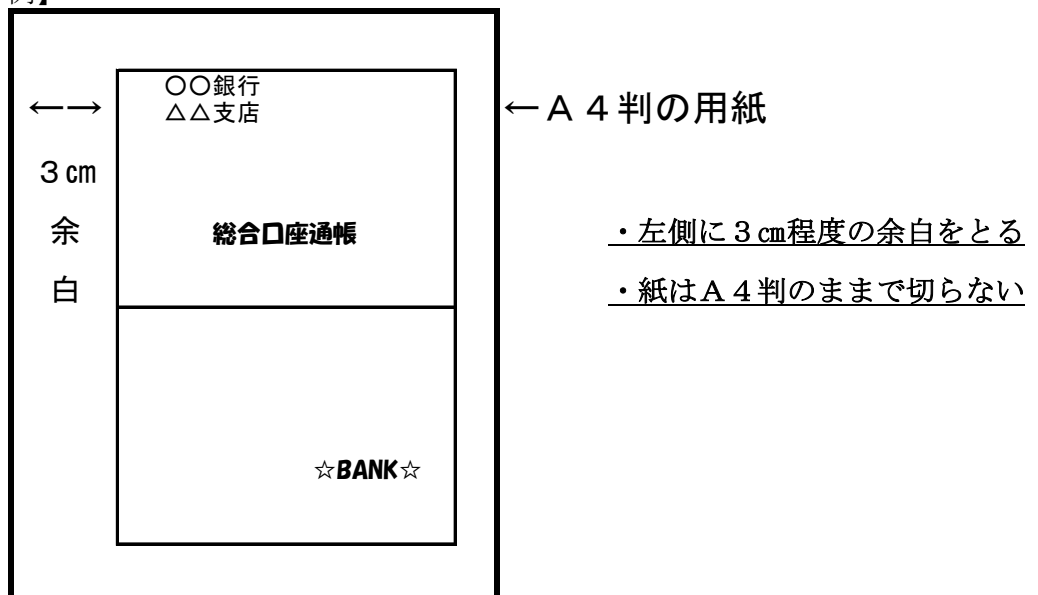 例】
〇〇銀行
△△支店
←→
３㎝
余
白
総合口座通帳
☆BANK☆
←Ａ４判の用紙
・左側に３㎝程度の余白をとる
・紙はＡ４判のままで切らない